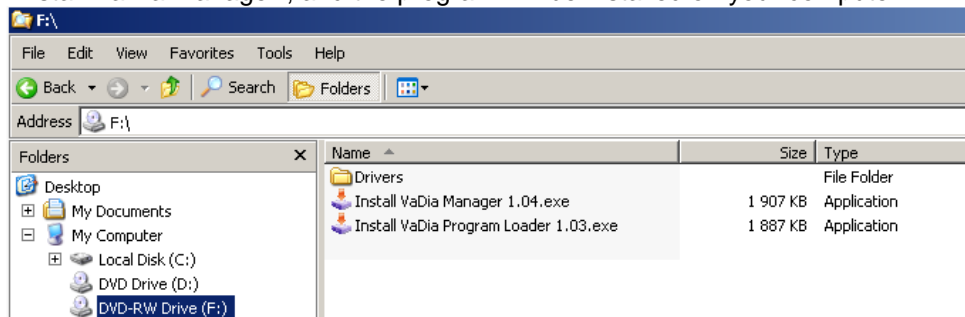 F:\
File Edit View Favorites Tools Help
Back Search Folders
Address F:\
Folders x Name Size Type
Desktop Drivers File Folder
My Documents Install VaDia Manager 1.04.exe 1 907 KB Application
My Computer Install VaDia Program Loader 1.03.exe 1 887 KB Application
Local Disk (C:)
DVD Drive (D:)
DVD-RW Drive (F:)